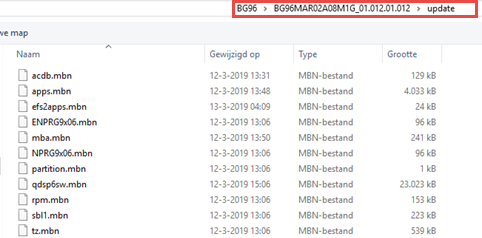 BG96 › BG96MAR02A08M1G_01.012.01.012 › update
we map
Naam Gewijzigd op Type Grootte
acdb.mbn 12-3-2019 13:31 MBN-bestand 129 kB
apps.mbn 12-3-2019 13:48 MBN-bestand 4.033 kB
efs2apps.mbn 13-3-2019 04:09 MBN-bestand 24 kB
ENPRG9x06.mbn 12-3-2019 13:06 MBN-bestand 96 kB
mba.mbn 12-3-2019 13:50 MBN-bestand 241 kB
NPRG9x06.mbn 12-3-2019 13:06 MBN-bestand 96 kB
partition.mbn 12-3-2019 13:06 MBN-bestand 1 kB
qdsp6sw.mbn 12-3-2019 15:06 MBN-bestand 23.023 kB
rpm.mbn 12-3-2019 13:06 MBN-bestand 153 kB
sbl1.mbn 12-3-2019 13:06 MBN-bestand 223 kB
tz.mbn 12-3-2019 13:06 MBN-bestand 539 kB